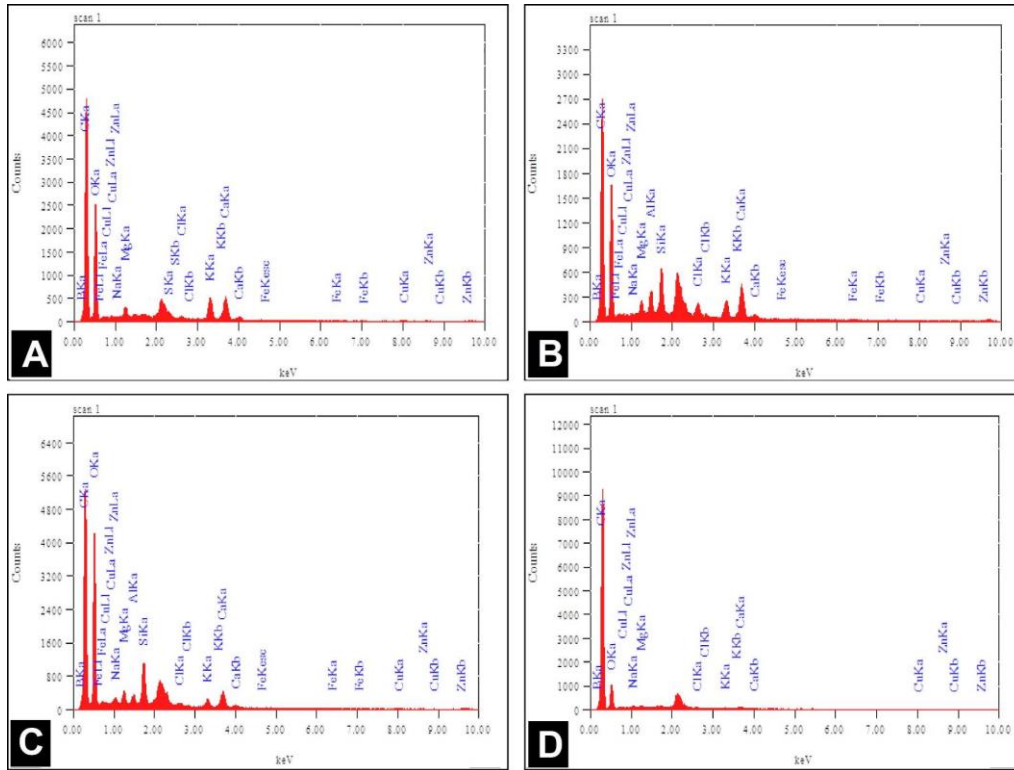 scan 1
6000
5500
5000
4500
4000
3500
3000
2500
2000
1500
1000
500
0
Counts
0.00 1.00 2.00 3.00 4.00 5.00 6.00 7.00 8.00 9.00 10.00
keV
BKa
CKa
OKa
FeLl
FeLa
CuLl
CuLa
ZnLl
ZnLa
NaKa
MgKa
SKa
SKb
ClKa
ClKb
KKa
KKb
CaKa
CaKb
FeKesc
FeKa
FeKb
CuKa
ZnKa
CuKb
ZnKb
A
scan 1
3300
3000
2700
2400
2100
1800
1500
1200
900
600
300
0
Counts
0.00 1.00 2.00 3.00 4.00 5.00 6.00 7.00 8.00 9.00 10.00
keV
BKa
CKa
OKa
FeLl
FeLa
CuLl
CuLa
ZnLl
ZnLa
NaKa
MgKa
AlKa
SiKa
ClKa
ClKb
KKa
KKb
CaKa
CaKb
FeKesc
FeKa
FeKb
CuKa
ZnKa
CuKb
ZnKb
B
scan 1
6400
5600
4800
4000
3200
2400
1600
800
0
Counts
0.00 1.00 2.00 3.00 4.00 5.00 6.00 7.00 8.00 9.00 10.00
keV
BKa
CKa
OKa
FeLl
FeLa
CuLl
CuLa
ZnLl
ZnLa
NaKa
MgKa
AlKa
SiKa
ClKa
ClKb
KKa
KKb
CaKa
CaKb
FeKesc
FeKa
FeKb
CuKa
ZnKa
CuKb
ZnKb
C
scan 1
12000
11000
10000
9000
8000
7000
6000
5000
4000
3000
2000
1000
0
Counts
0.00 1.00 2.00 3.00 4.00 5.00 6.00 7.00 8.00 9.00 10.00
keV
BKa
CKa
OKa
CuLl
CuLa
ZnLl
ZnLa
NaKa
MgKa
ClKa
ClKb
KKa
KKb
CaKa
CaKb
CuKa
ZnKa
CuKb
ZnKb
D